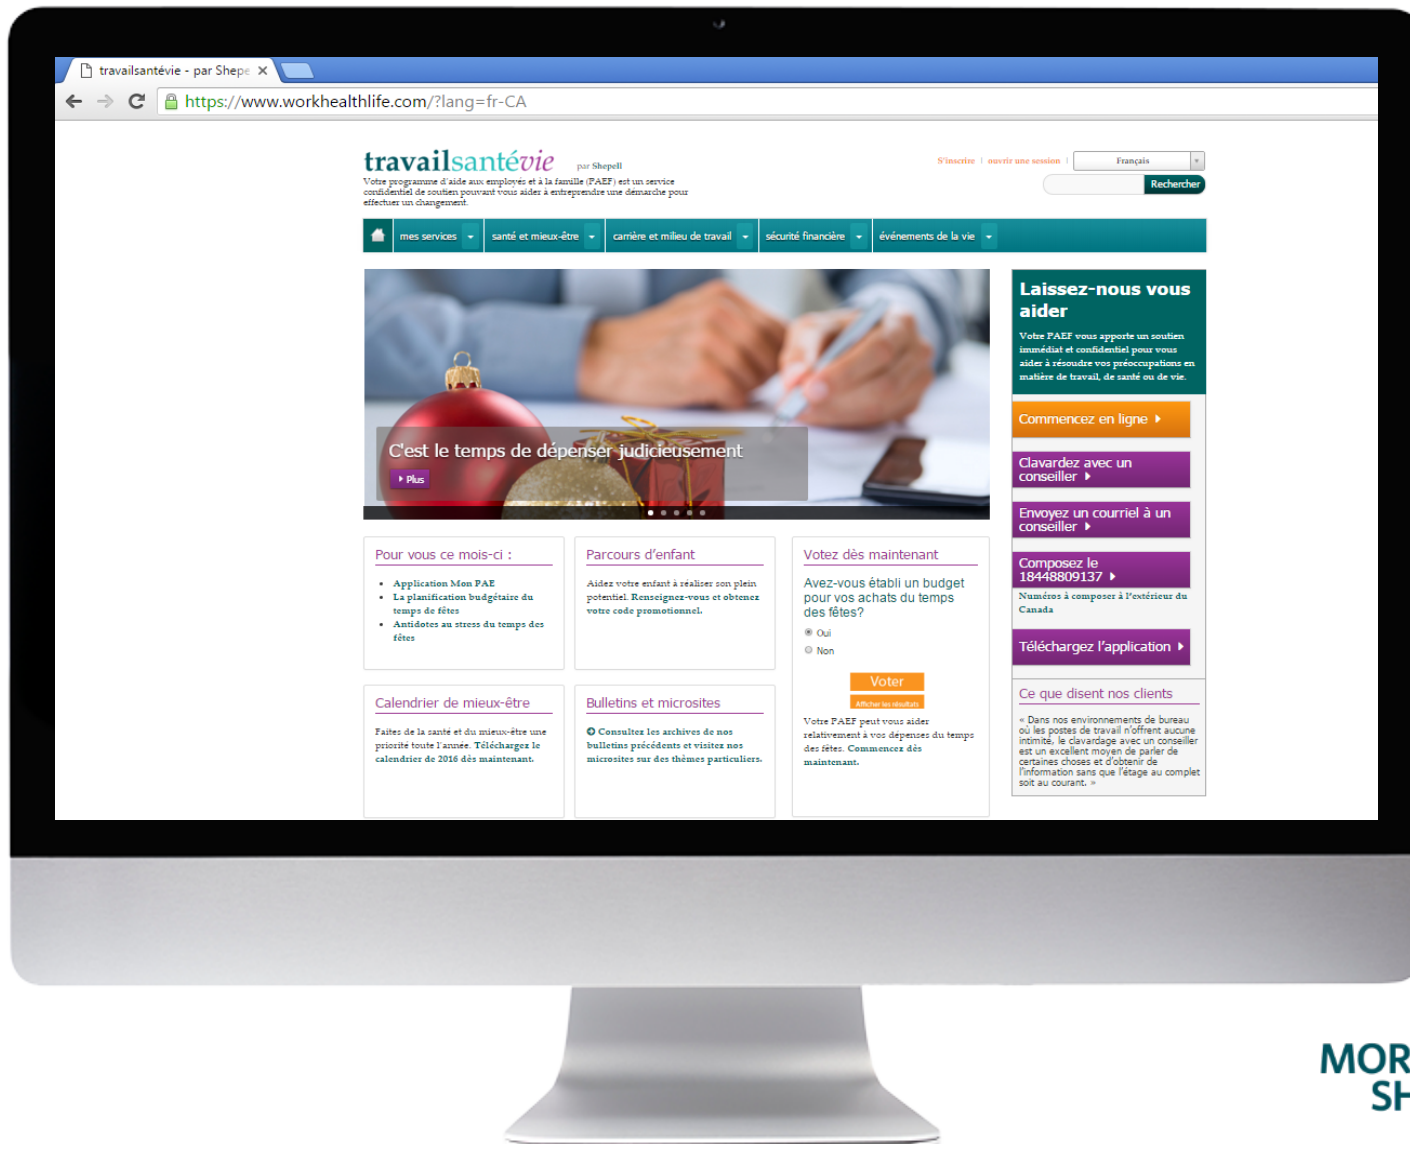 travailsantévie - par Shepe
https://www.workhealthlife.com/?lang=fr-CA
travailsantévie par Shepell
Votre programme d'aide aux employés et à la famille (PAEF) est un service
confidentiel de soutien pouvant vous aider à entreprendre une démarche pour
effectuer un changement.
S'inscrire | ouvrir une session | Français
Rechercher
mes services
santé et mieux-être
carrière et milieu de travail
sécurité financière
événements de la vie
C'est le temps de dépenser judicieusement
Plus
Laissez-nous vous
aider
Votre PAEF vous apporte un soutien
immédiat et confidentiel pour vous
aider à résoudre vos préoccupations en
matière de travail, de santé ou de vie.
Commencez en ligne
Clavardez avec un
conseiller
Envoyez un courriel à un
conseiller
Composez le
18448809137
Numéros à composer à l'extérieur du
Canada
Téléchargez l'application
Ce que disent nos clients
« Dans nos environnements de bureau
où les postes de travail n'offrent aucune
intimité, le clavardage avec un conseiller
est un excellent moyen de parler de
certaines choses et d'obtenir de
l'information sans que l'étage au complet
soit au courant. »
Pour vous ce mois-ci :
• Application Mon PAE
• La planification budgétaire du
temps de fêtes
• Antidotes au stress du temps des
fêtes
Parcours d'enfant
Aidez votre enfant à réaliser son plein
potentiel. Renseignez-vous et obtenez
votre code promotionnel.
Votez dès maintenant
Avez-vous établi un budget
pour vos achats du temps
des fêtes?
Oui
Non
Voter
Afficher les résultats
Votre PAEF peut vous aider
relativement à vos dépenses du temps
des fêtes. Commencez dès
maintenant.
Calendrier de mieux-être
Faites de la santé et du mieux-être une
priorité toute l'année. Téléchargez le
calendrier de 2016 dès maintenant.
Bulletins et microsites
Consultez les archives de nos
bulletins précédents et visitez nos
microsites sur des thèmes particuliers.
MOR
SH